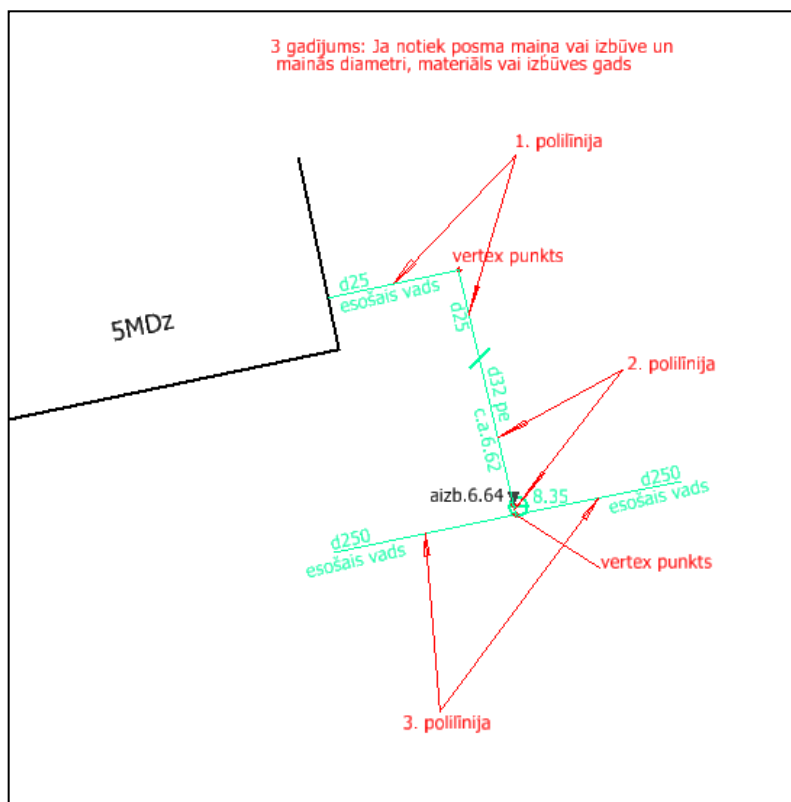 3 gadījums: Ja notiek posma maiņa vai izbūve un
mainās diametri, materiāls vai izbūves gads
1. polilīnija
vertex punkts
d25
esošais vads
5MDz
d25
2. polilīnija
d32 pe
c.a.6.62
aizb.6.64
8.35
d250
esošais vads
d250
esošais vads
vertex punkts
3. polilīnija